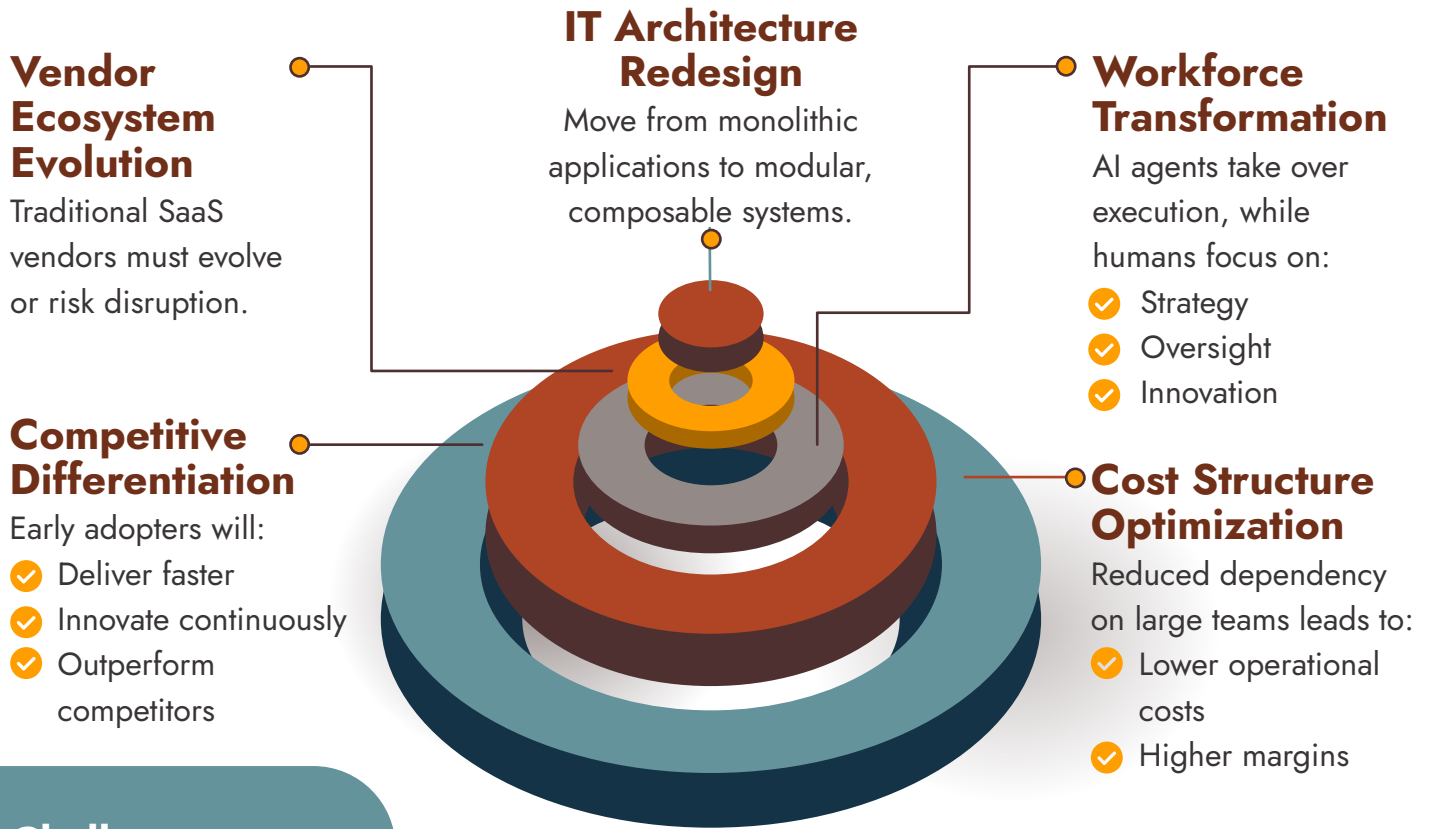 IT Architecture
Redesign
Move from monolithic
applications to modular,
composable systems.
Vendor
Ecosystem
Evolution
Traditional SaaS
vendors must evolve
or risk disruption.
Workforce
Transformation
AI agents take over
execution, while
humans focus on:
Strategy
Oversight
Innovation
Competitive
Differentiation
Early adopters will:
Deliver faster
Innovate continuously
Outperform
competitors
Cost Structure
Optimization
Reduced dependency
on large teams leads to:
Lower operational
costs
Higher margins